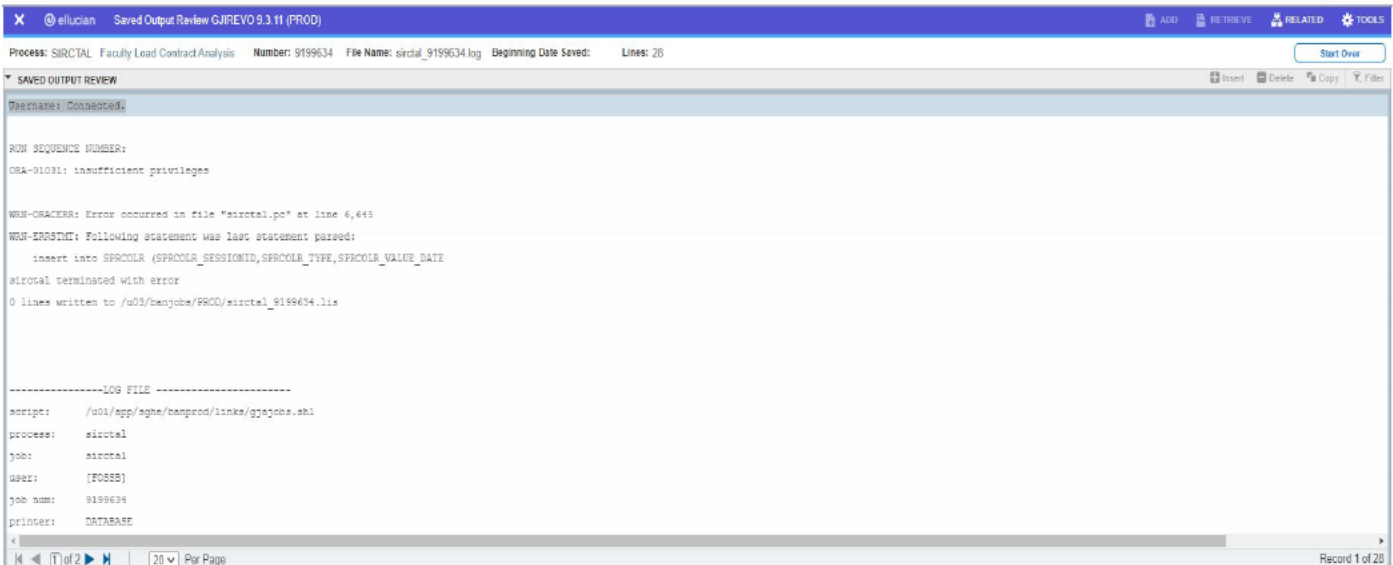 ellucian Saved Output Review GJIREVO 9.3.11 (PROD) ADD RETRIEVE RELATED TOOLS
Process: SIRCTAL Faculty Load Contract Analysis Number: 9199634 File Name: sirctal_9199634.log Beginning Date Saved: Lines: 28 Start Over
SAVED OUTPUT REVIEW Insert Delete Copy Filter
Username: Connected.
RUN SEQUENCE NUMBER:
ORA-01031: insufficient privileges
WRN-ORACERR: Error occurred in file "sirctal.pc" at line 6,645
WRN-ERRSTMT: Following statement was last statement parsed:
insert into SPRCOLR (SPRCOLR_SESSIONID,SPRCOLR_TYPE,SPRCOLR_VALUE_DATE
sirctal terminated with error
0 lines written to /u03/banjobs/PROD/sirctal_9199634.lis
----------------LOG FILE -----------------------
script: /u01/app/sghe/banprod/links/gjajobs.shl
process: sirctal
job: sirctal
user: [FOSSB]
job num: 9199634
printer: DATABASE
1 of 2 20 Per Page Record 1 of 28